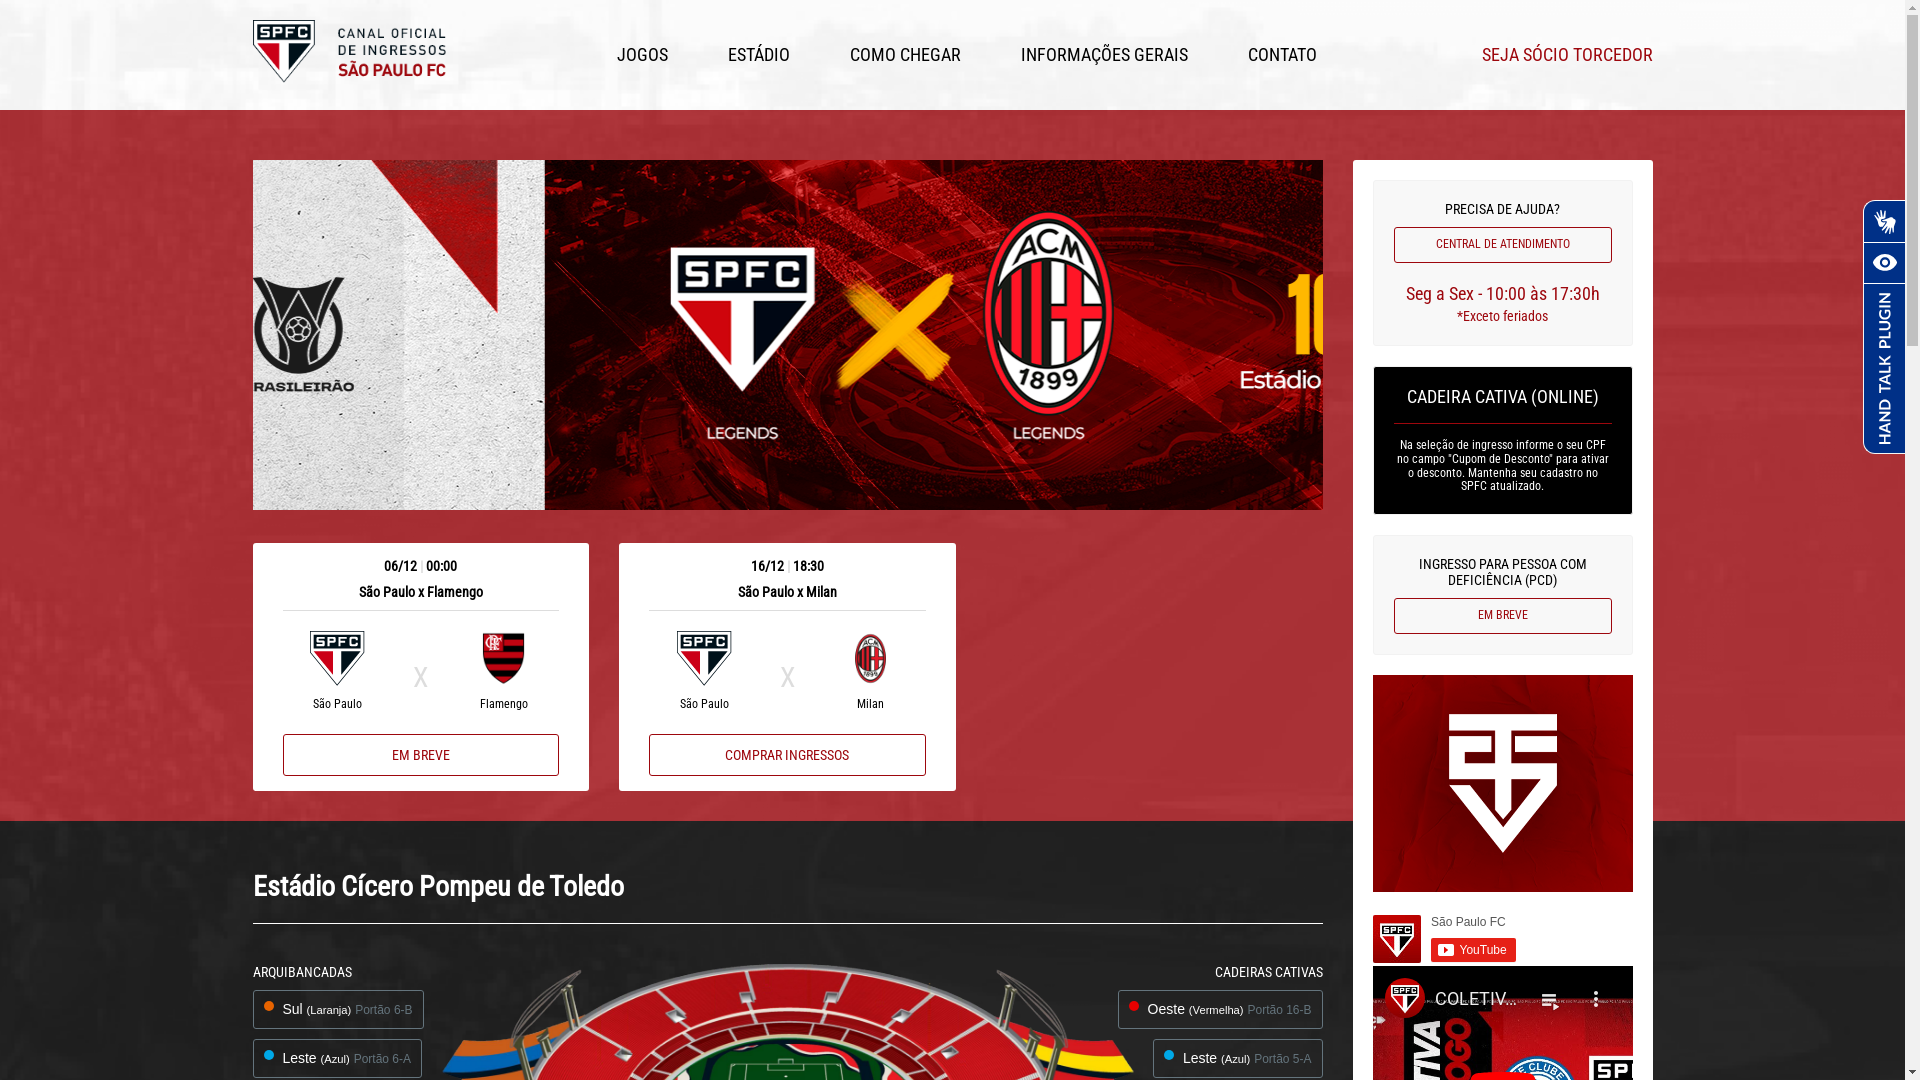 SPFC
CANAL OFICIAL
DE INGRESSOS
SÃO PAULO FC
JOGOS
ESTÁDIO
COMO CHEGAR
INFORMAÇÕES GERAIS
CONTATO
SEJA SÓCIO TORCEDOR
RASILEIRÃO
SPFC
LEGENDS
ACM
1899
LEGENDS
Estádio
PRECISA DE AJUDA?
CENTRAL DE ATENDIMENTO
Seg a Sex - 10:00 às 17:30h
*Exceto feriados
CADEIRA CATIVA (ONLINE)
Na seleção de ingresso informe o seu CPF
no campo "Cupom de Desconto" para ativar
o desconto. Mantenha seu cadastro no
SPFC atualizado.
INGRESSO PARA PESSOA COM
DEFICIÊNCIA (PCD)
EM BREVE
HAND TALK PLUGIN
06/12 | 00:00
São Paulo x Flamengo
SPFC
X
São Paulo
Flamengo
EM BREVE
16/12 | 18:30
São Paulo x Milan
SPFC
X
São Paulo
Milan
COMPRAR INGRESSOS
Estádio Cícero Pompeu de Toledo
ARQUIBANCADAS
Sul (Laranja) Portão 6-B
Leste (Azul) Portão 6-A
CADEIRAS CATIVAS
Oeste (Vermelha) Portão 16-B
Leste (Azul) Portão 5-A
SPFC
São Paulo FC
YouTube
SPFC
COLETIV...